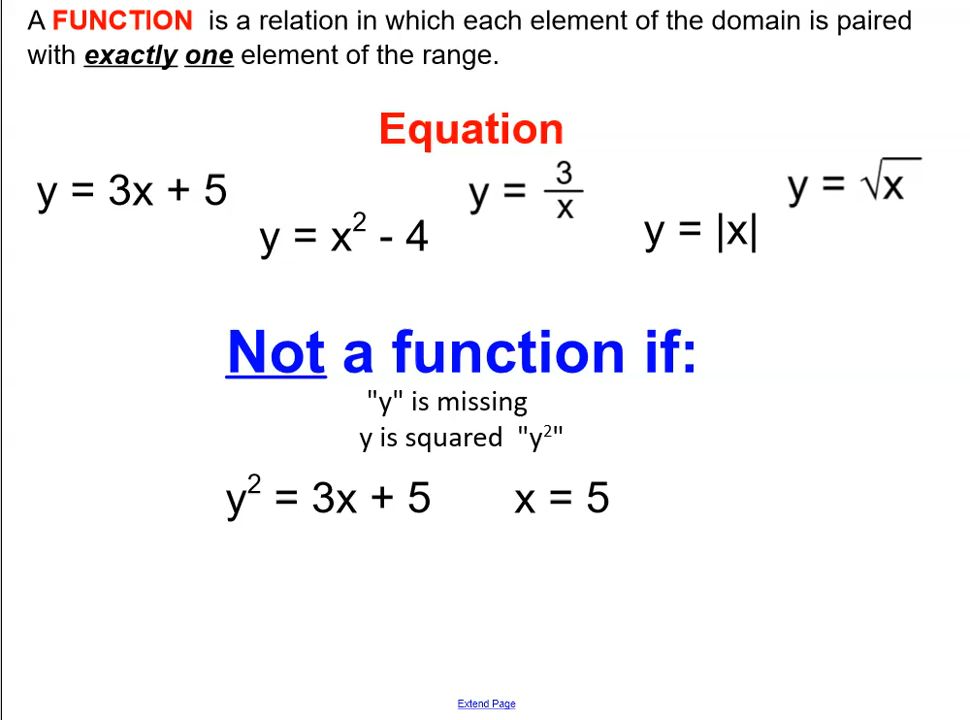 A FUNCTION is a relation in which each element of the domain is paired
with exactly one element of the range.
Equation
y = 3x + 5
y = x² - 4
y = 3/x
y = |x|
y = √x
Not a function if:
"y" is missing
y is squared "y²"
y² = 3x + 5 x = 5
Extend Page